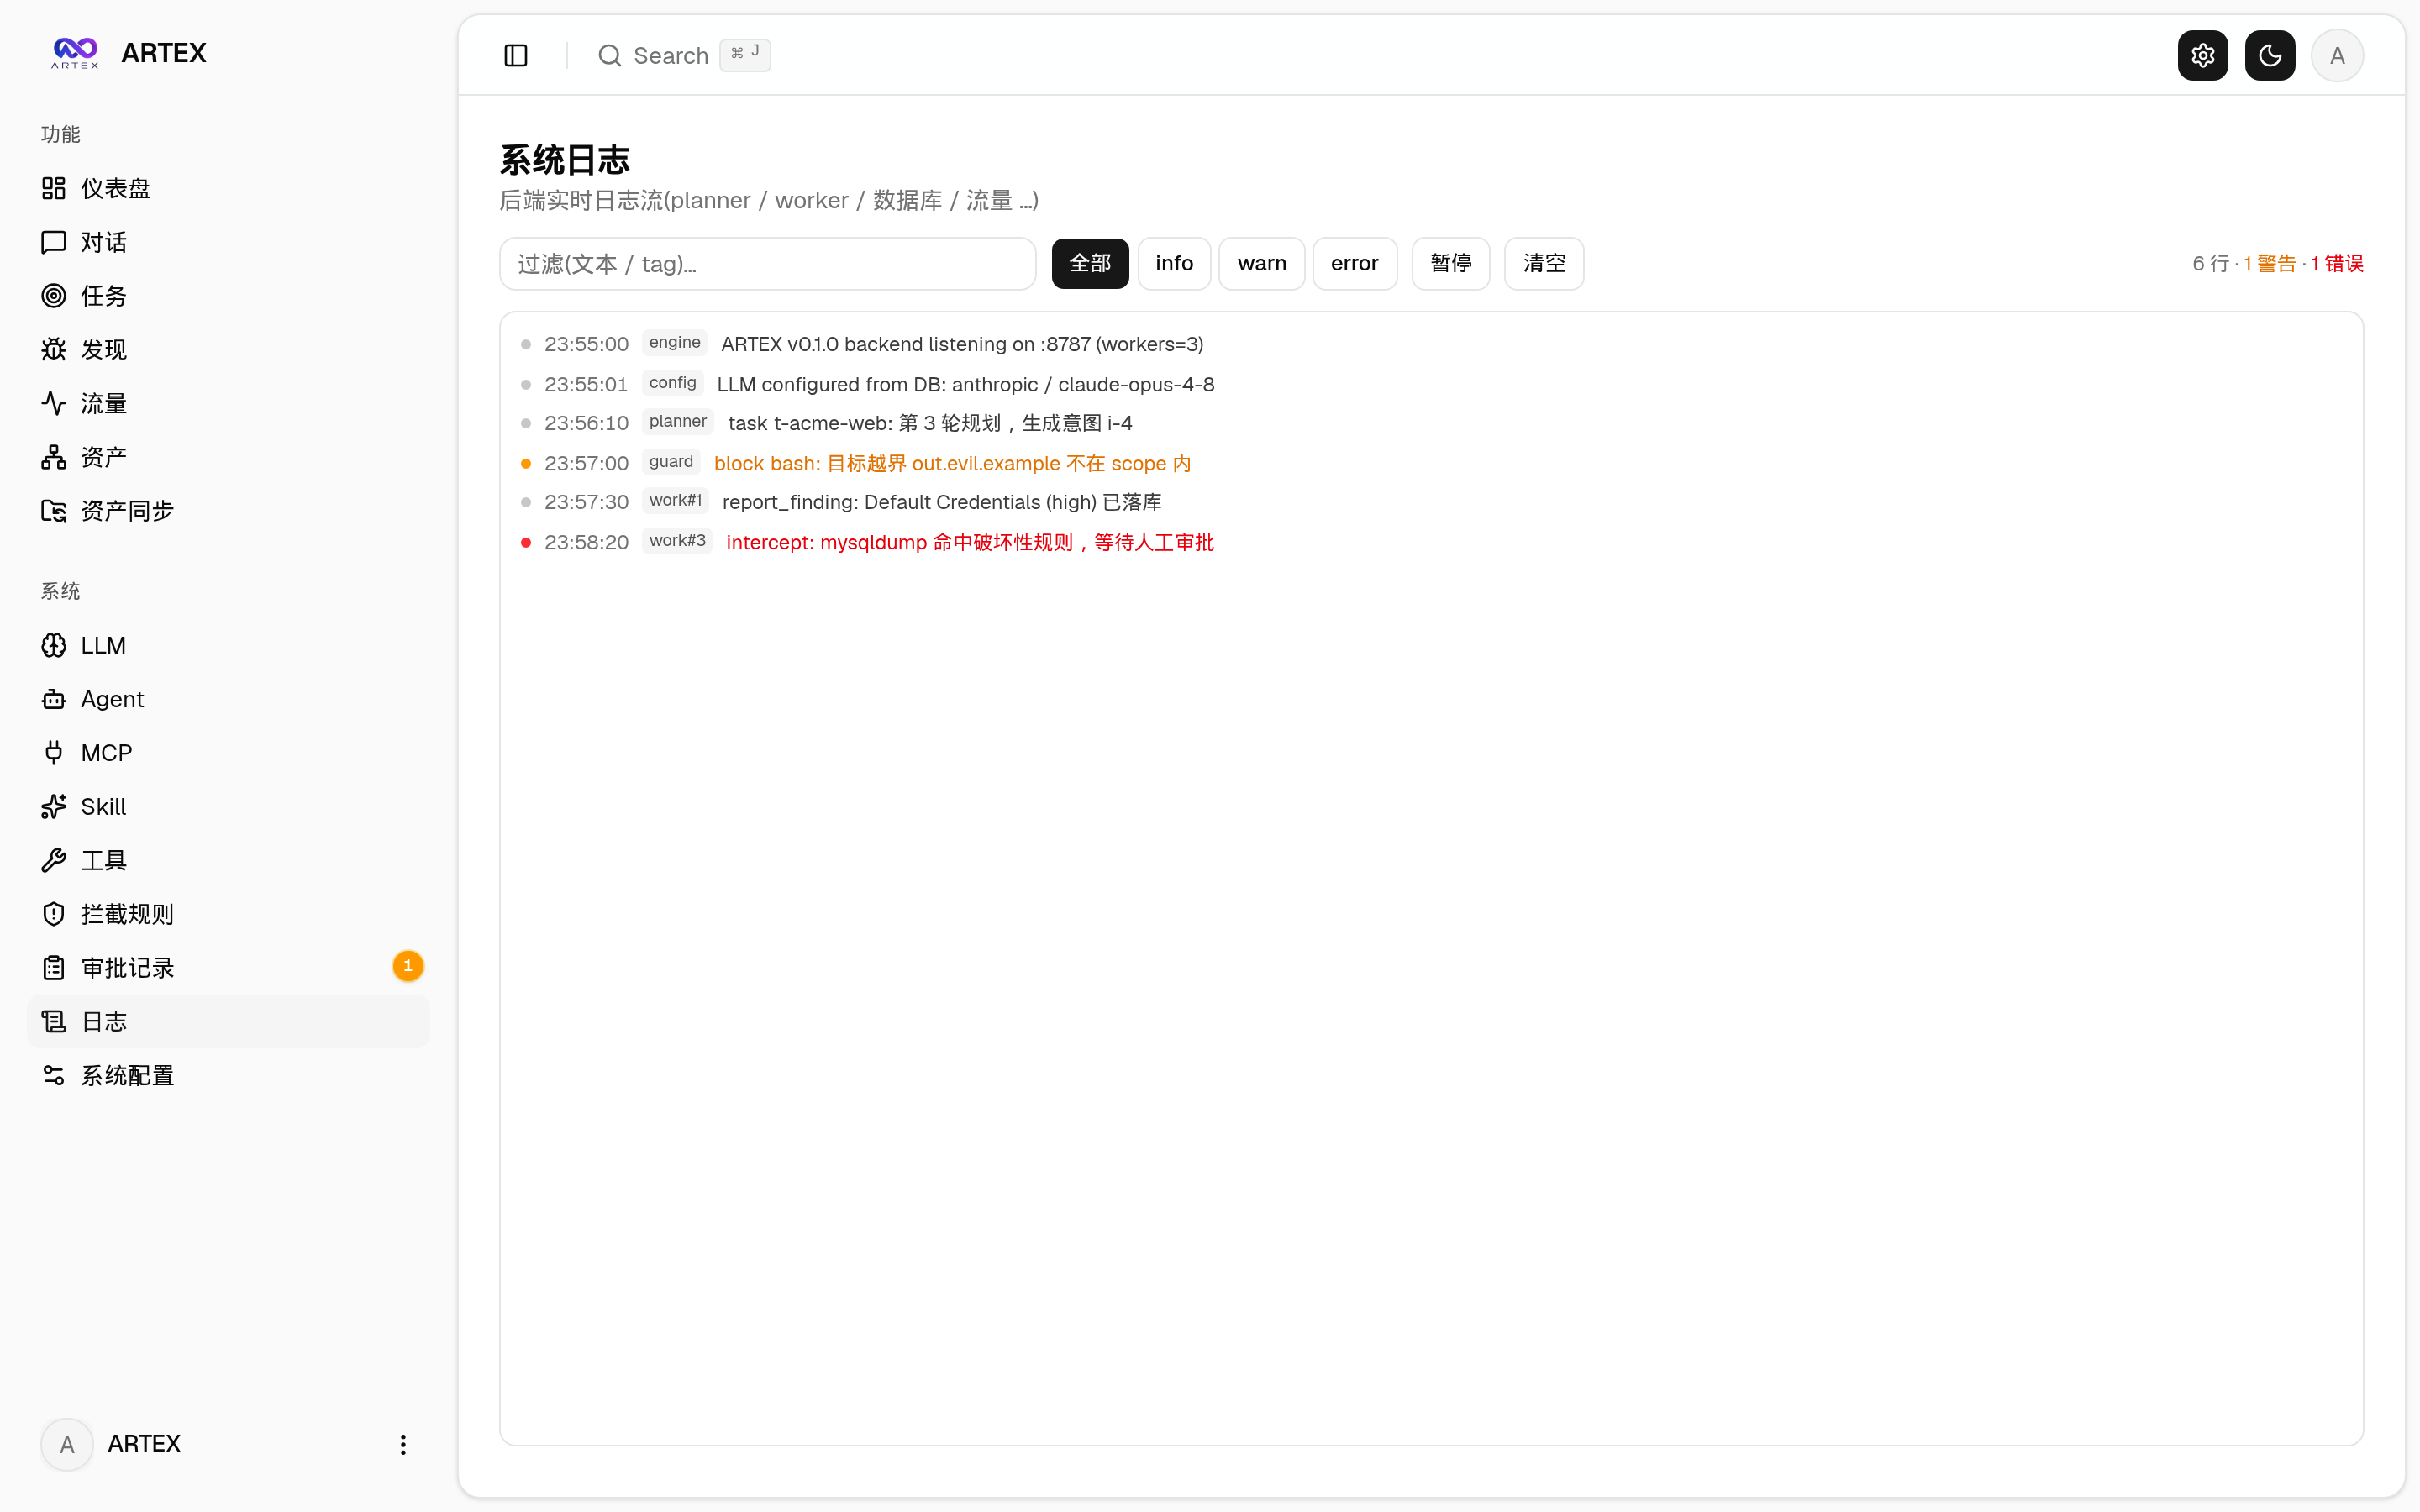 ARTEX
ARTEX
功能
仪表盘
对话
任务
发现
流量
资产
资产同步
系统
LLM
Agent
MCP
Skill
工具
拦截规则
审批记录 1
日志
系统配置
A ARTEX
Search ⌘ J
A
系统日志
后端实时日志流(planner / worker / 数据库 / 流量 ...)
过滤(文本 / tag)... 全部 info warn error 暂停 清空 6 行 · 1 警告 · 1 错误
23:55:00 engine ARTEX v0.1.0 backend listening on :8787 (workers=3)
23:55:01 config LLM configured from DB: anthropic / claude-opus-4-8
23:56:10 planner task t-acme-web: 第 3 轮规划，生成意图 i-4
23:57:00 guard block bash: 目标越界 out.evil.example 不在 scope 内
23:57:30 work#1 report_finding: Default Credentials (high) 已落库
23:58:20 work#3 intercept: mysqldump 命中破坏性规则，等待人工审批